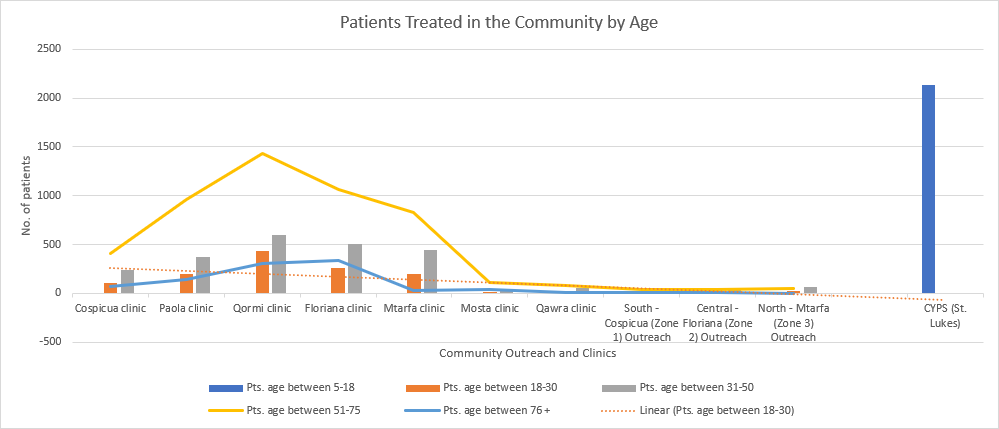 Patients Treated in the Community by Age
2500
2000
1500
1000
500
0
-500
No. of patients
Cospicua clinic
Paola clinic
Qormi clinic
Floriana clinic
Mtarfa clinic
Mosta clinic
Qawra clinic
South -
Cospicua (Zone
1) Outreach
Central -
Floriana (Zone
2) Outreach
North - Mtarfa
(Zone 3)
Outreach
CYPS (St.
Lukes)
Community Outreach and Clinics
Pts. age between 5-18
Pts. age between 18-30
Pts. age between 31-50
Pts. age between 51-75
Pts. age between 76 +
Linear (Pts. age between 18-30)